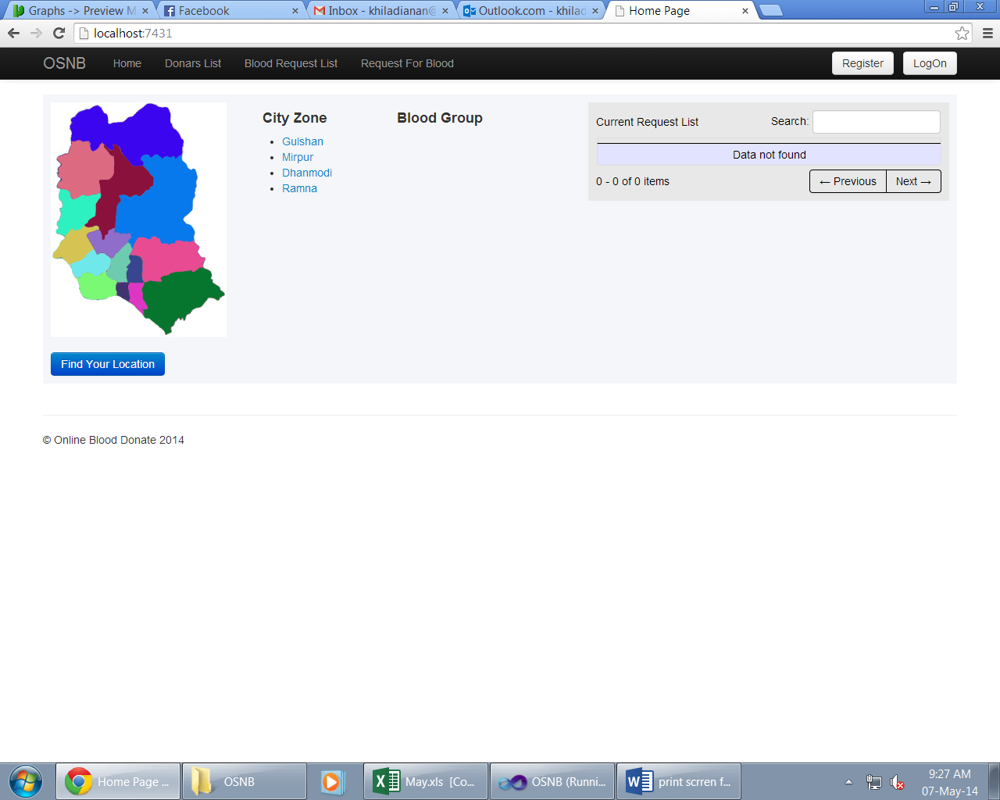 Graphs -> Preview M
Facebook
Inbox - khiladianan@
Outlook.com - khilad
Home Page
localhost:7431
OSNB
Home
Donars List
Blood Request List
Request For Blood
Register
LogOn
City Zone
Gulshan
Mirpur
Dhanmodi
Ramna
Blood Group
Current Request List
Search:
Data not found
0 - 0 of 0 items
← Previous
Next →
Find Your Location
© Online Blood Donate 2014
Home Page ...
OSNB
May.xls [Co...
OSNB (Runni...
print scrren f...
9:27 AM
07-May-14